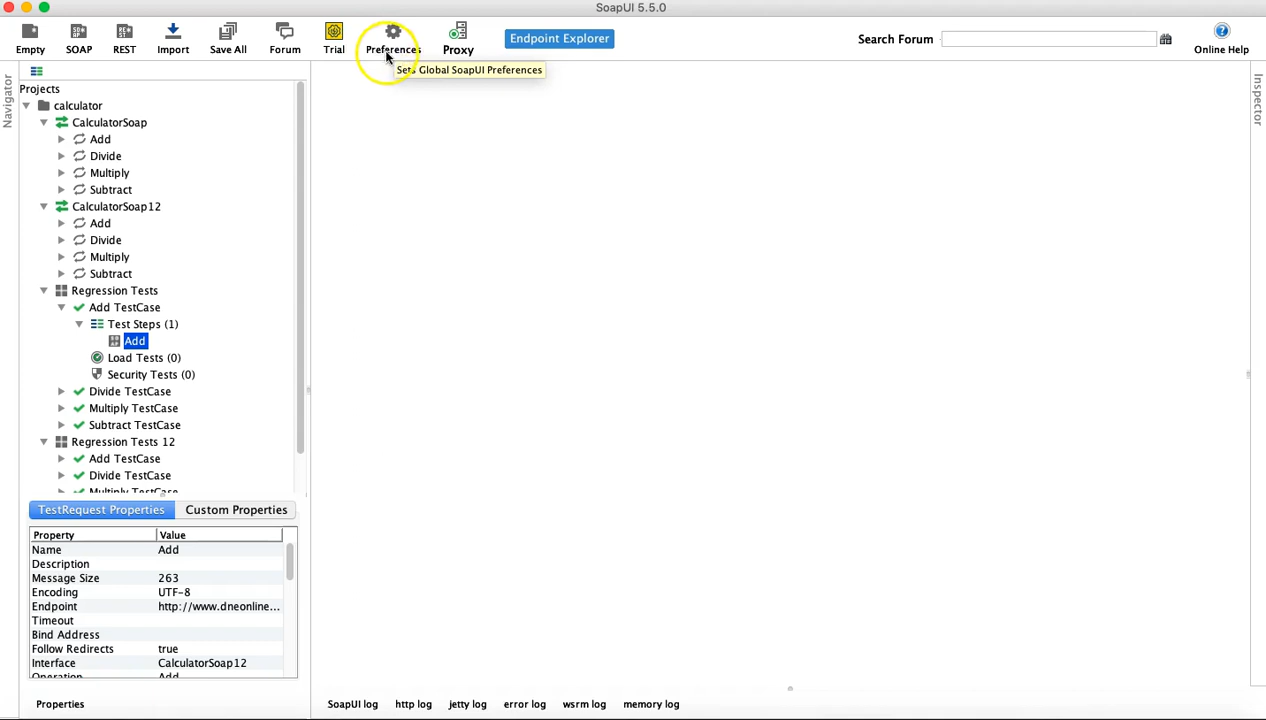 SoapUI 5.5.0
Empty SOAP REST Import Save All Forum Trial Preferences Proxy Endpoint Explorer Search Forum Online Help
Sets Global SoapUI Preferences
Navigator
Inspector
Projects
calculator
CalculatorSoap
Add
Divide
Multiply
Subtract
CalculatorSoap12
Add
Divide
Multiply
Subtract
Regression Tests
Add TestCase
Test Steps (1)
Add
Load Tests (0)
Security Tests (0)
Divide TestCase
Multiply TestCase
Subtract TestCase
Regression Tests 12
Add TestCase
Divide TestCase
Multiply TestCase
TestRequest Properties Custom Properties
Property Value
Name Add
Description
Message Size 263
Encoding UTF-8
Endpoint http://www.dneonline...
Timeout
Bind Address
Follow Redirects true
Interface CalculatorSoap12
Operation Add
Properties
SoapUI log http log jetty log error log wsrm log memory log